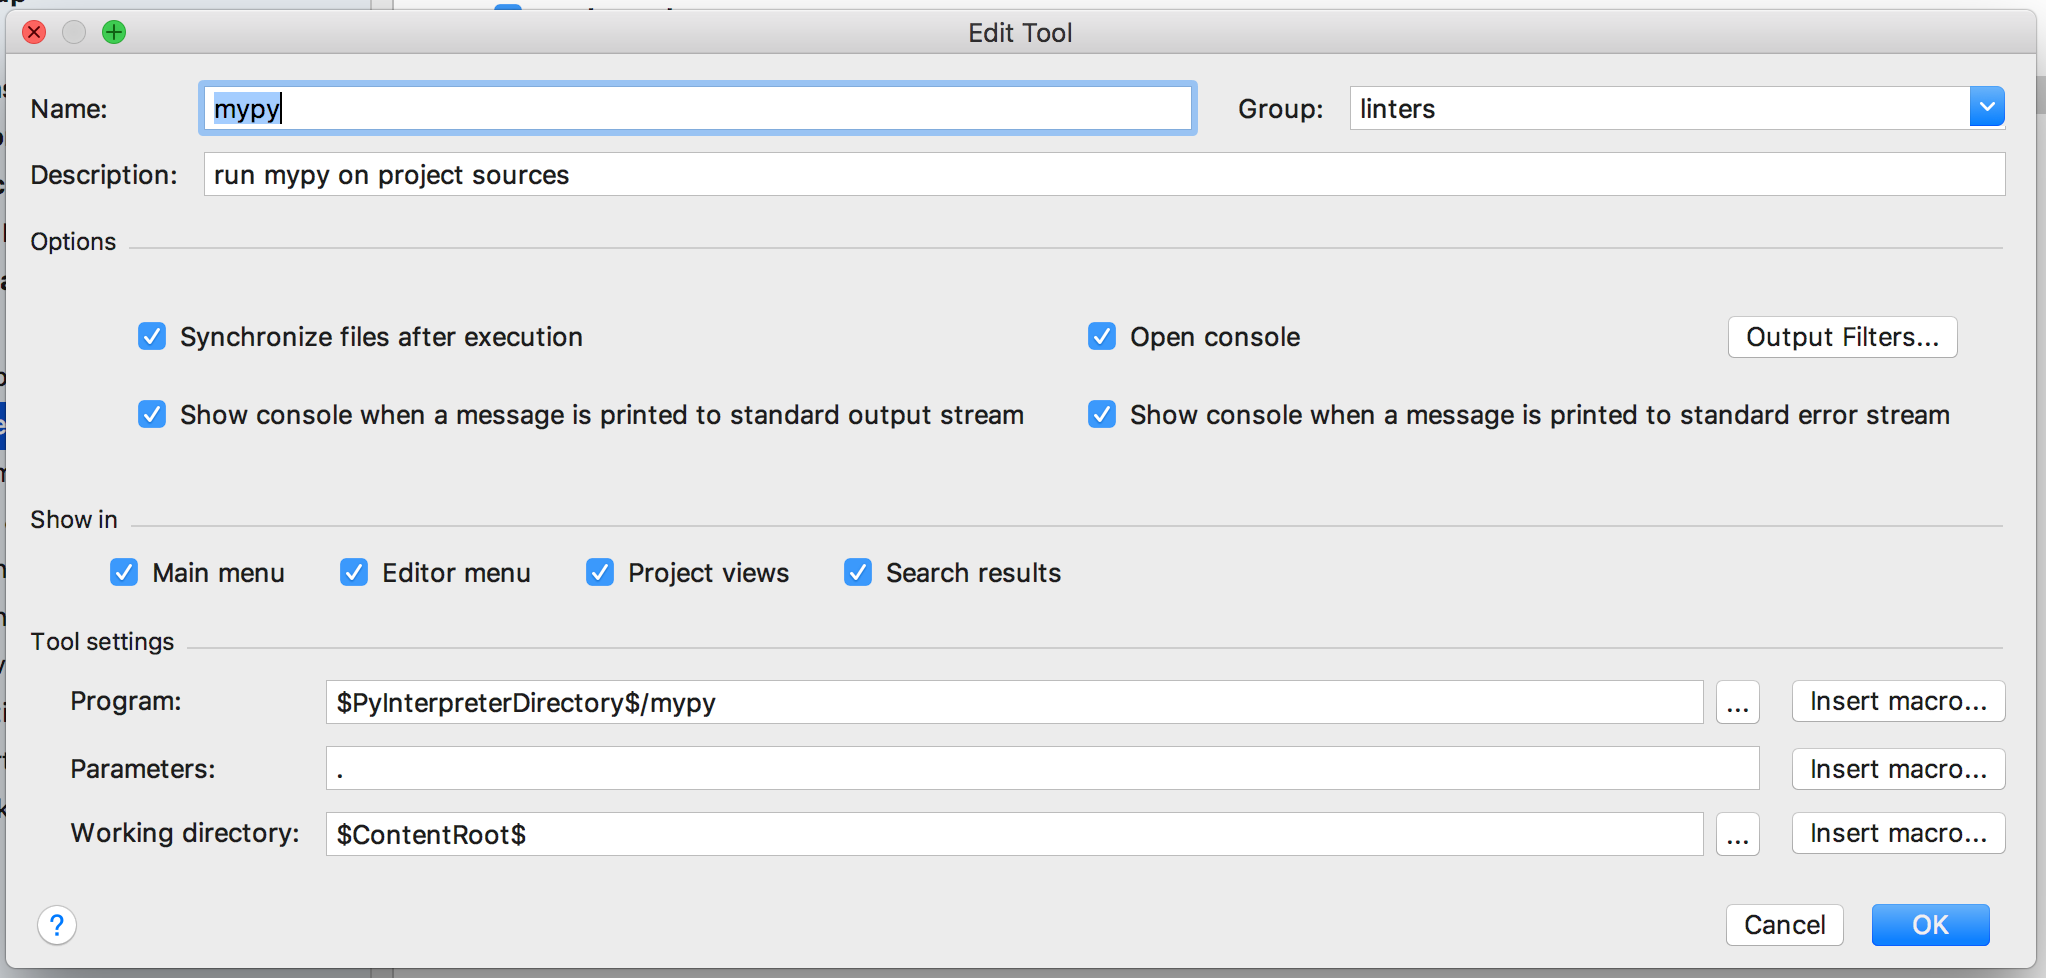 Edit Tool
Name: mypy Group: linters
Description: run mypy on project sources
Options
Synchronize files after execution Open console Output Filters...
Show console when a message is printed to standard output stream Show console when a message is printed to standard error stream
Show in
Main menu Editor menu Project views Search results
Tool settings
Program: $PyInterpreterDirectory$/mypy ... Insert macro...
Parameters: . Insert macro...
Working directory: $ContentRoot$ ... Insert macro...
? Cancel OK